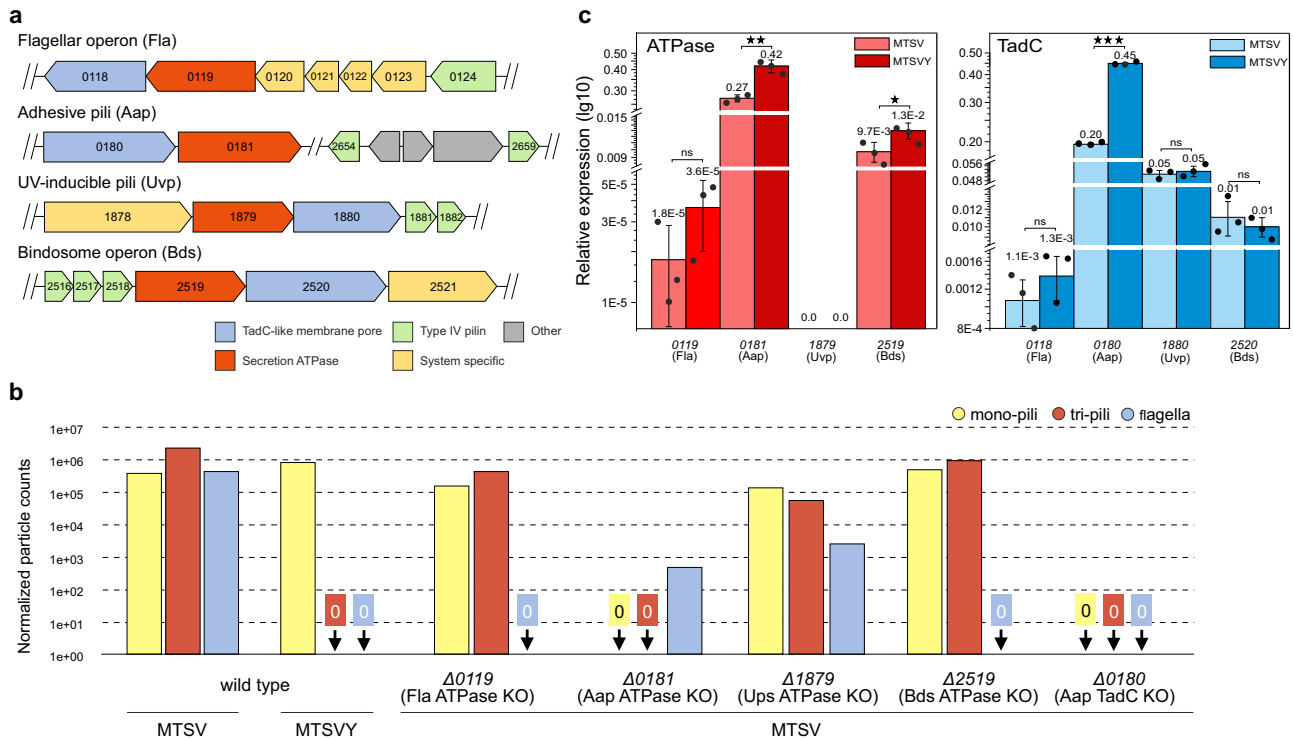 a
Flagellar operon (Fla)
0118 0119 0120 0121 0122 0123 0124
Adhesive pili (Aap)
0180 0181 2654 2659
UV-inducible pili (Uvp)
1878 1879 1880 1881 1882
Bindosome operon (Bds)
2516 2517 2518 2519 2520 2521
TadC-like membrane pore Type IV pilin Other
Secretion ATPase System specific
c
Relative expression (lg10)
ATPase
MTSV
MTSVY
0.50
0.40
0.30
0.015
0.009
5E-5
3E-5
1E-5
ns
1.8E-5 3.6E-5
★★
0.27 0.42
0.0 0.0
★
9.7E-3 1.3E-2
0119 0181 1879 2519
(Fla) (Aap) (Uvp) (Bds)
TadC
MTSV
MTSVY
0.50
0.40
0.30
0.20
0.056
0.048
0.012
0.010
0.0016
0.0012
8E-4
ns
1.1E-3 1.3E-3
★★★
0.20 0.45
ns
0.05 0.05
ns
0.01 0.01
0118 0180 1880 2520
(Fla) (Aap) (Uvp) (Bds)
b
mono-pili tri-pili flagella
Normalized particle counts
1e+07
1e+06
1e+05
1e+04
1e+03
1e+02
1e+01
1e+00
0 0 0 0 0 0 0 0 0
wild type
Δ0119 Δ0181 Δ1879 Δ2519 Δ0180
(Fla ATPase KO) (Aap ATPase KO) (Ups ATPase KO) (Bds ATPase KO) (Aap TadC KO)
MTSV MTSVY MTSV